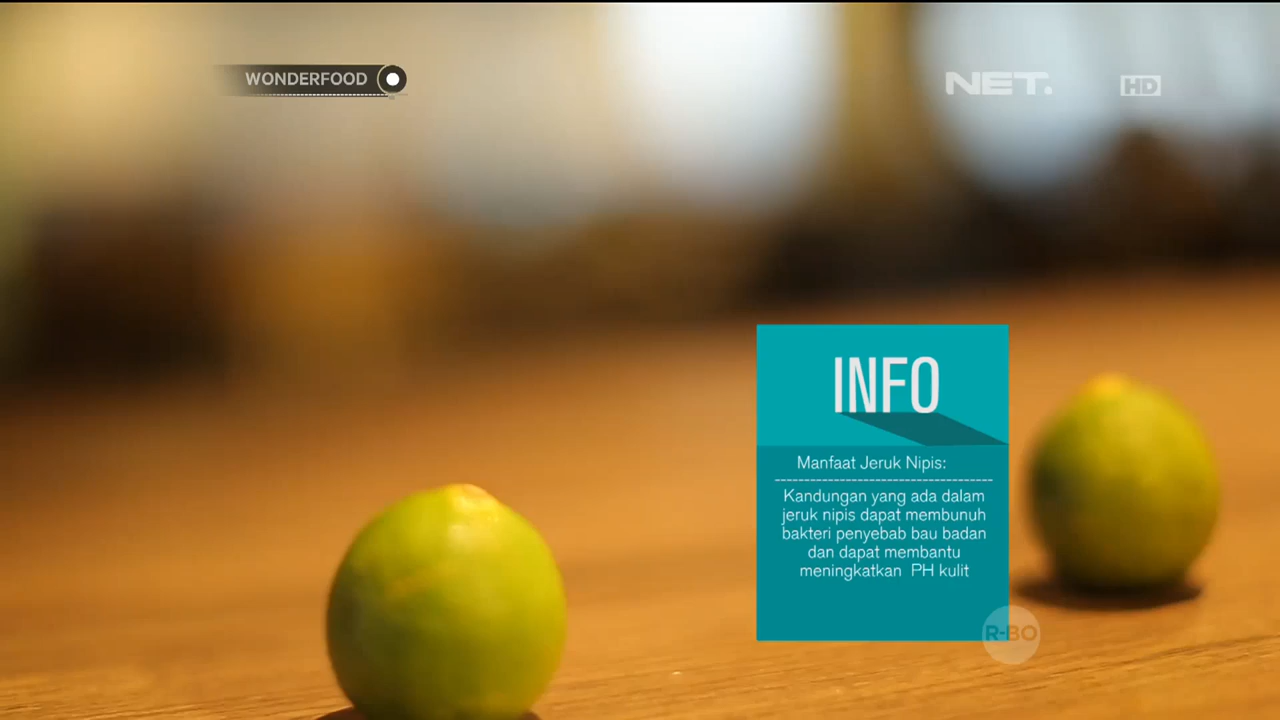 WONDERFOOD
NET.
HD
INFO
Manfaat Jeruk Nipis:
Kandungan yang ada dalam
jeruk nipis dapat membunuh
bakteri penyebab bau badan
dan dapat membantu
meningkatkan PH kulit
R-BO